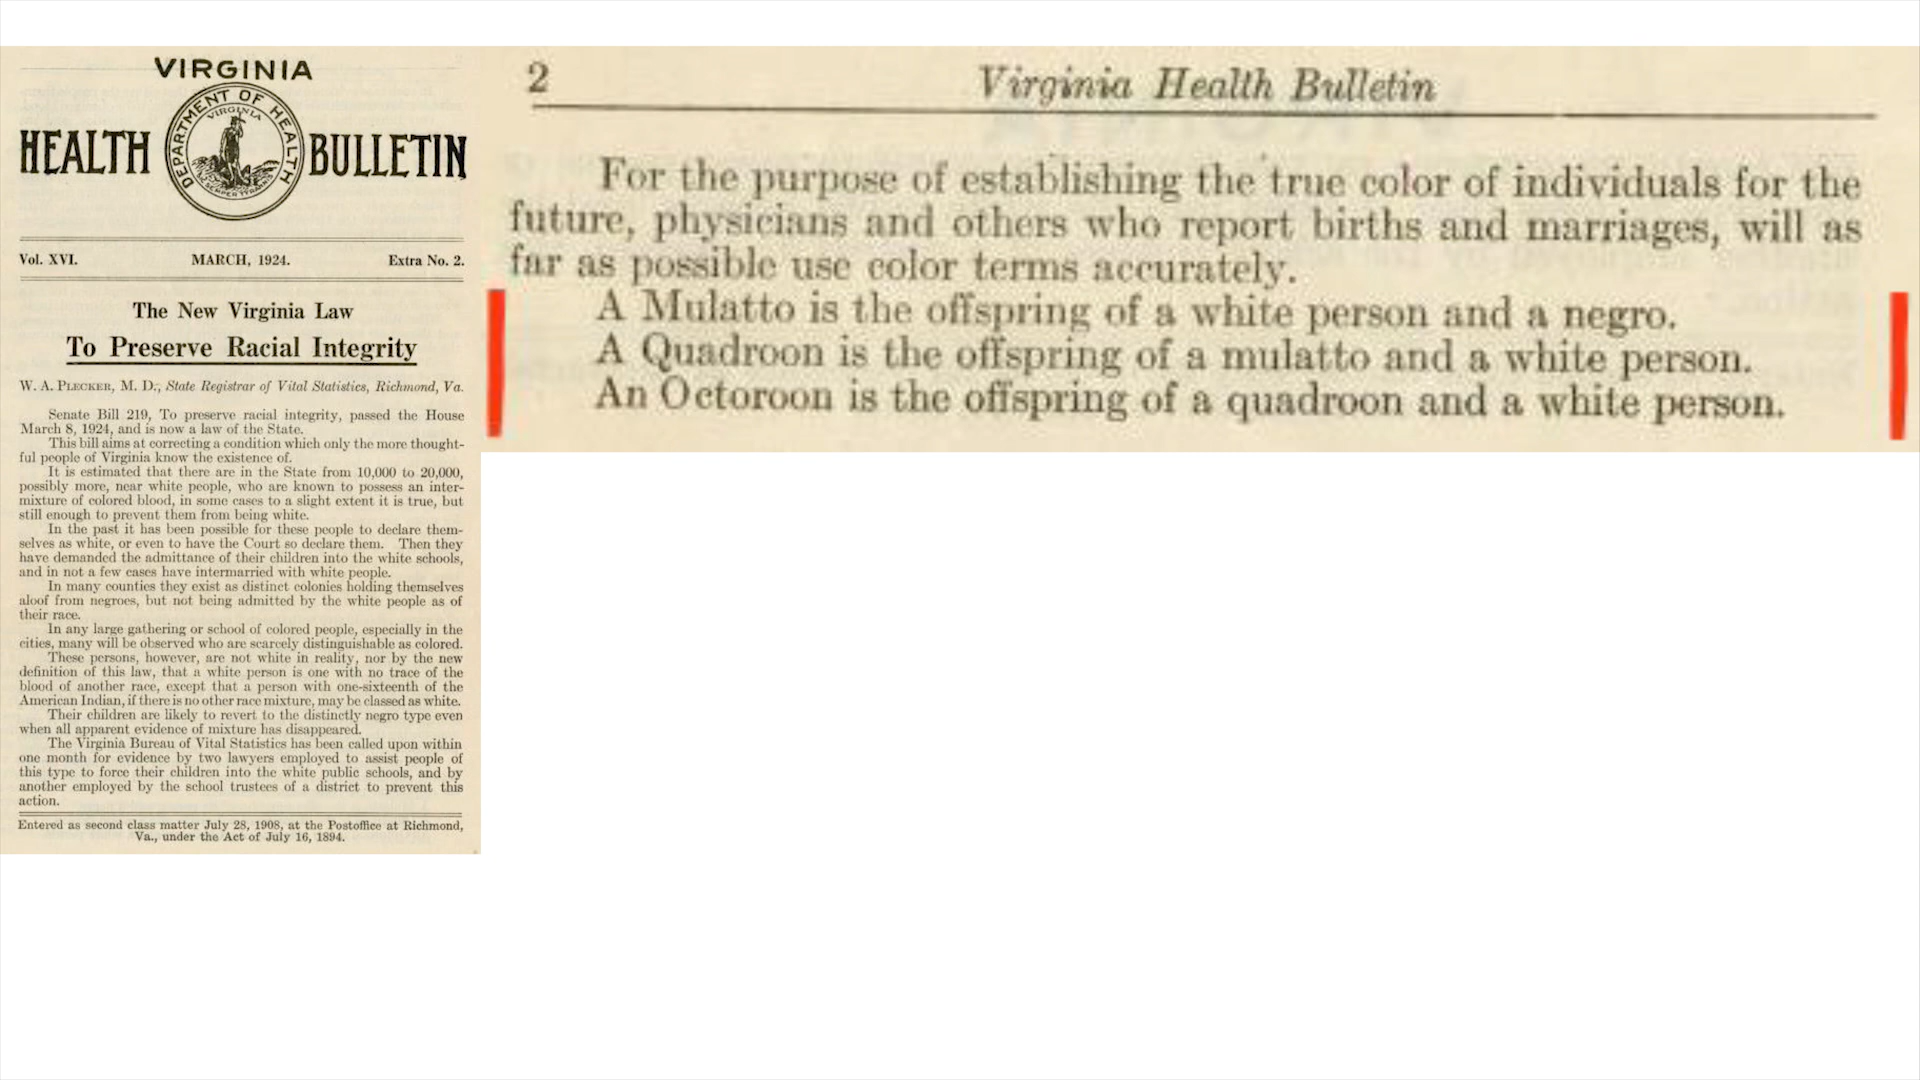 VIRGINIA
HEALTH BULLETIN
DEPARTMENT OF HEALTH
VIRGINIA
SIC SEMPER TYRANNIS
Vol. XVI. MARCH, 1924. Extra No. 2.
The New Virginia Law
To Preserve Racial Integrity
W. A. PLECKER, M. D., State Registrar of Vital Statistics, Richmond, Va.
Senate Bill 219, To preserve racial integrity, passed the House
March 8, 1924, and is now a law of the State.
This bill aims at correcting a condition which only the more thought-
ful people of Virginia know the existence of.
It is estimated that there are in the State from 10,000 to 20,000,
possibly more, near white people, who are known to possess an inter-
mixture of colored blood, in some cases to a slight extent it is true, but
still enough to prevent them from being white.
In the past it has been possible for these people to declare them-
selves as white, or even to have the Court so declare them. Then they
have demanded the admittance of their children into the white schools,
and in not a few cases have intermarried with white people.
In many counties they exist as distinct colonies holding themselves
aloof from negroes, but not being admitted by the white people as of
their race.
In any large gathering or school of colored people, especially in the
cities, many will be observed who are scarcely distinguishable as colored.
These persons, however, are not white in reality, nor by the new
definition of this law, that a white person is one with no trace of the
blood of another race, except that a person with one-sixteenth of the
American Indian, if there is no other race mixture, may be classed as white.
Their children are likely to revert to the distinctly negro type even
when all apparent evidence of mixture has disappeared.
The Virginia Bureau of Vital Statistics has been called upon within
one month for evidence by two lawyers employed to assist people of
this type to force their children into the white public schools, and by
another employed by the school trustees of a district to prevent this
action.
Entered as second class matter July 28, 1908, at the Postoffice at Richmond,
Va., under the Act of July 16, 1894.
2 Virginia Health Bulletin
For the purpose of establishing the true color of individuals for the
future, physicians and others who report births and marriages, will as
far as possible use color terms accurately.
A Mulatto is the offspring of a white person and a negro.
A Quadroon is the offspring of a mulatto and a white person.
An Octoroon is the offspring of a quadroon and a white person.